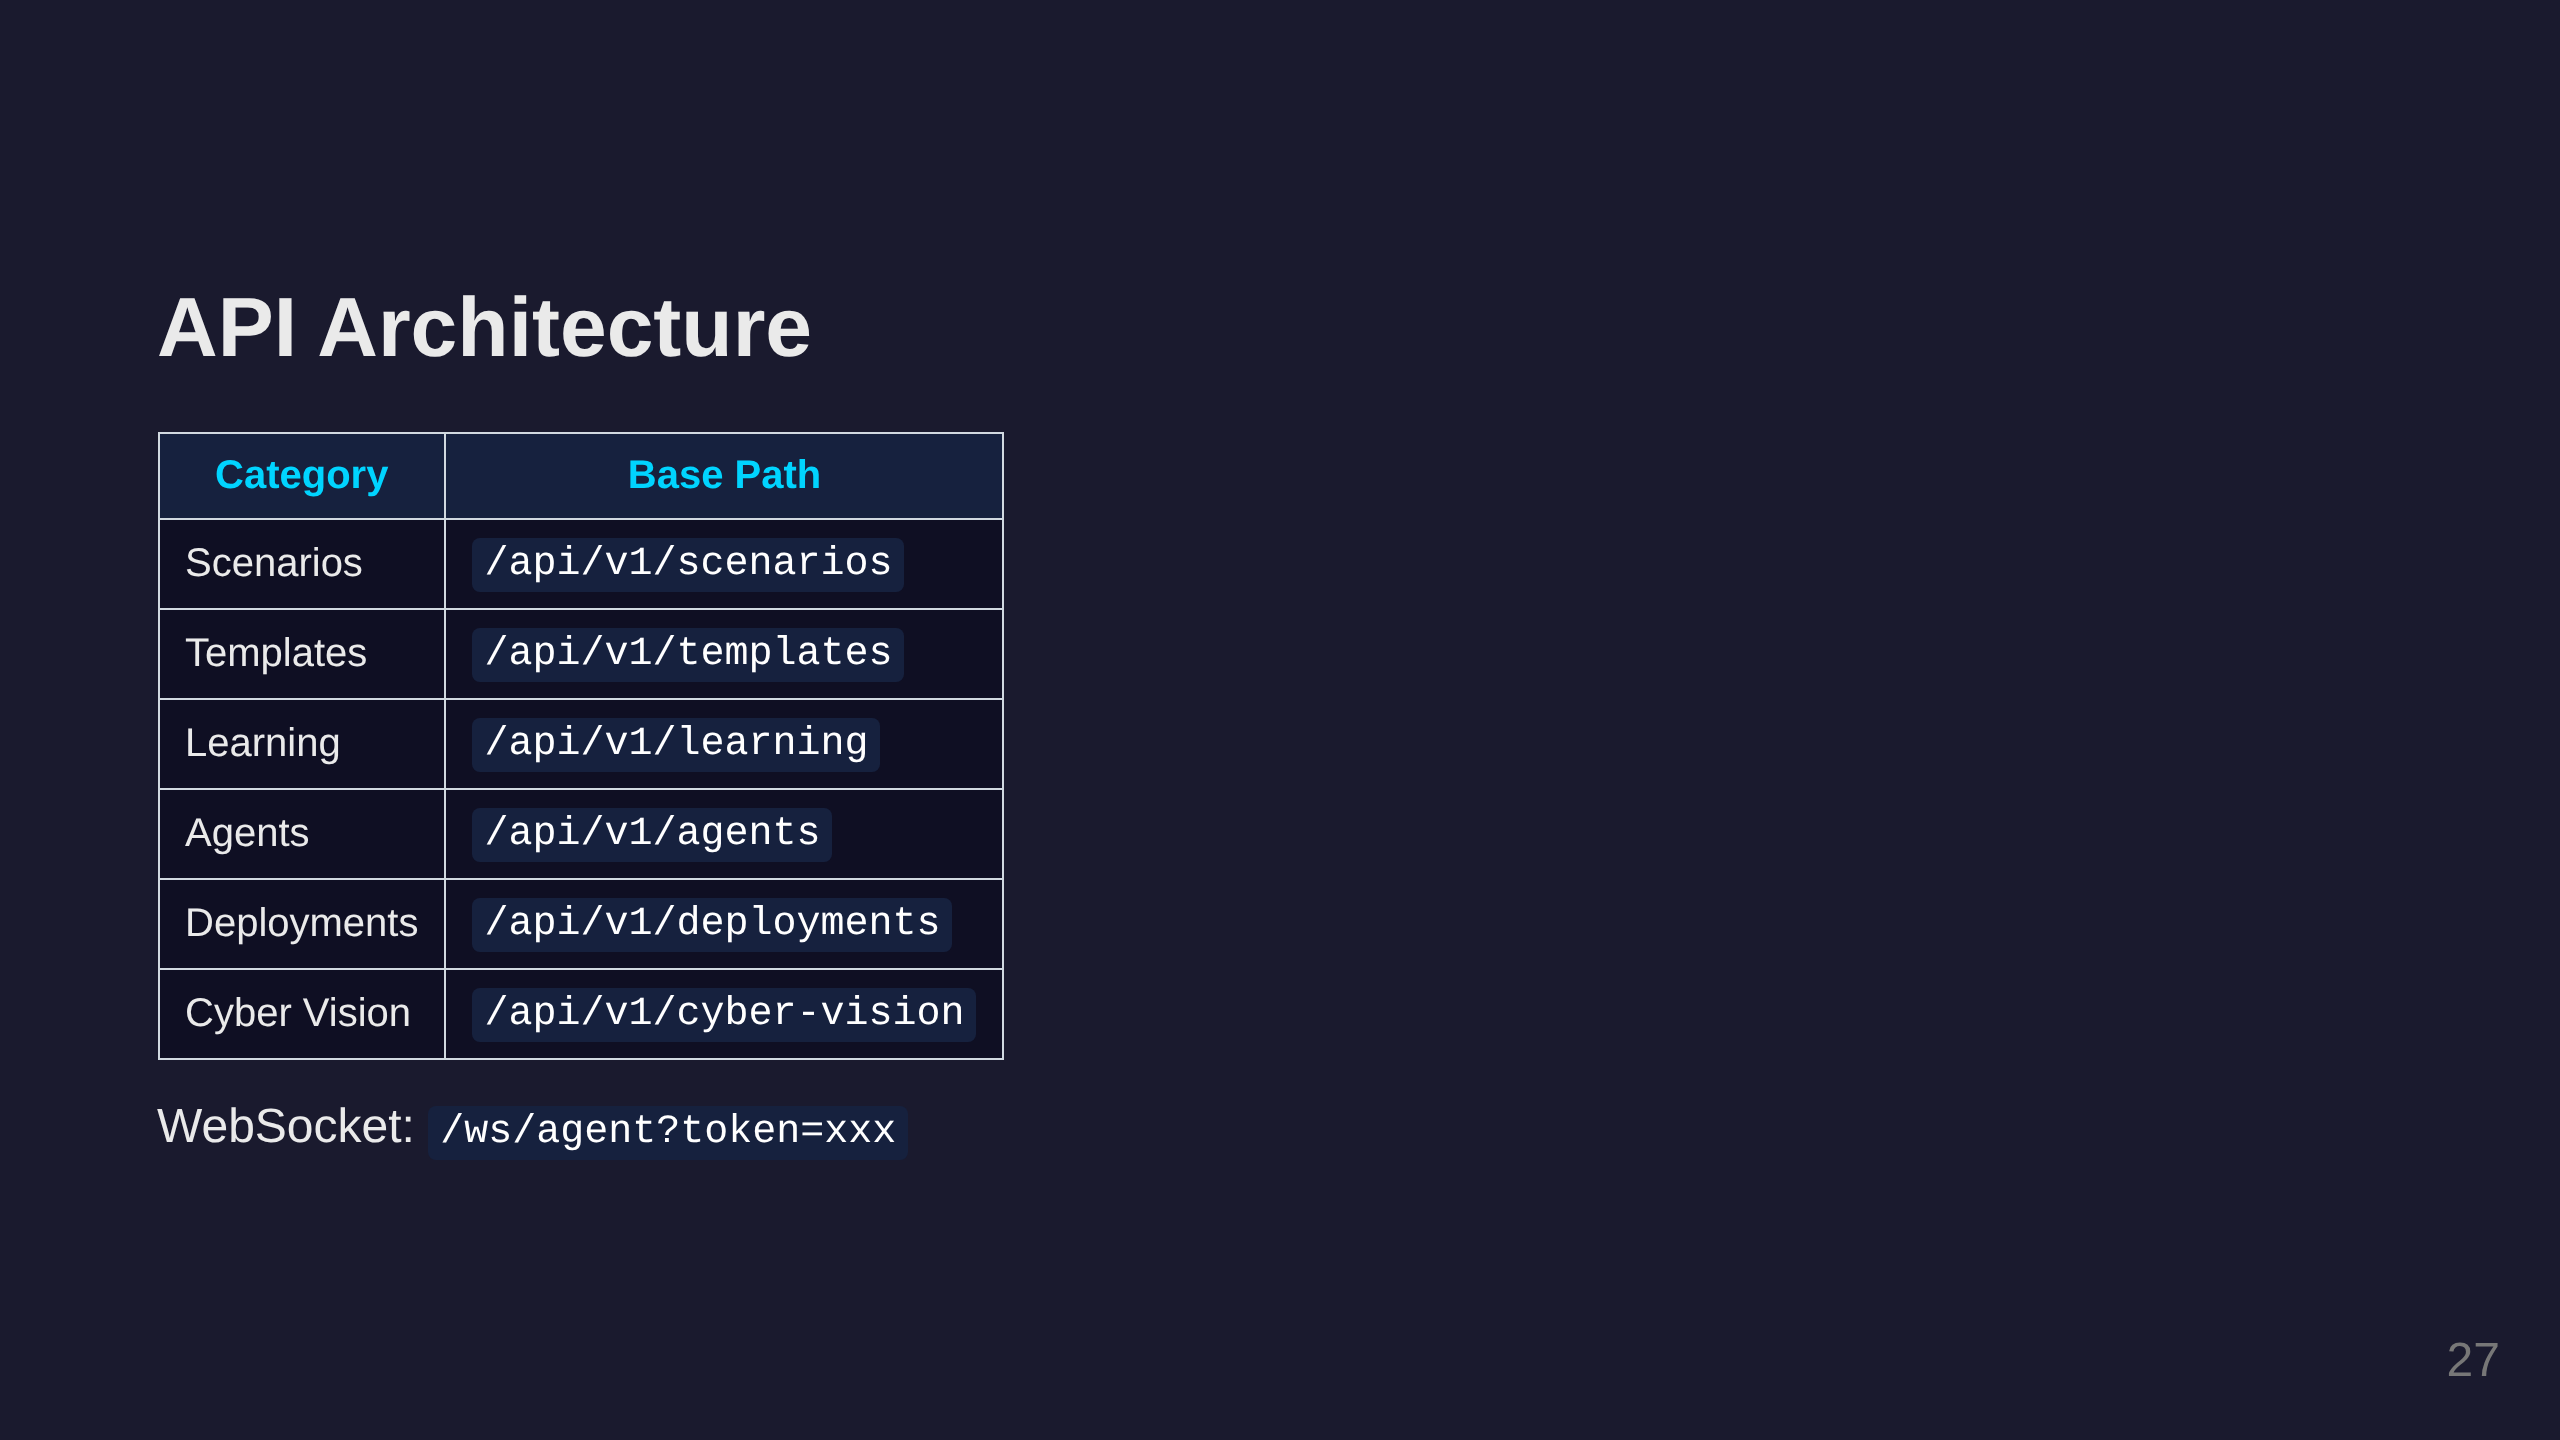 API Architecture
Category Base Path
Scenarios /api/v1/scenarios
Templates /api/v1/templates
Learning /api/v1/learning
Agents /api/v1/agents
Deployments /api/v1/deployments
Cyber Vision /api/v1/cyber-vision
WebSocket: /ws/agent?token=xxx
27